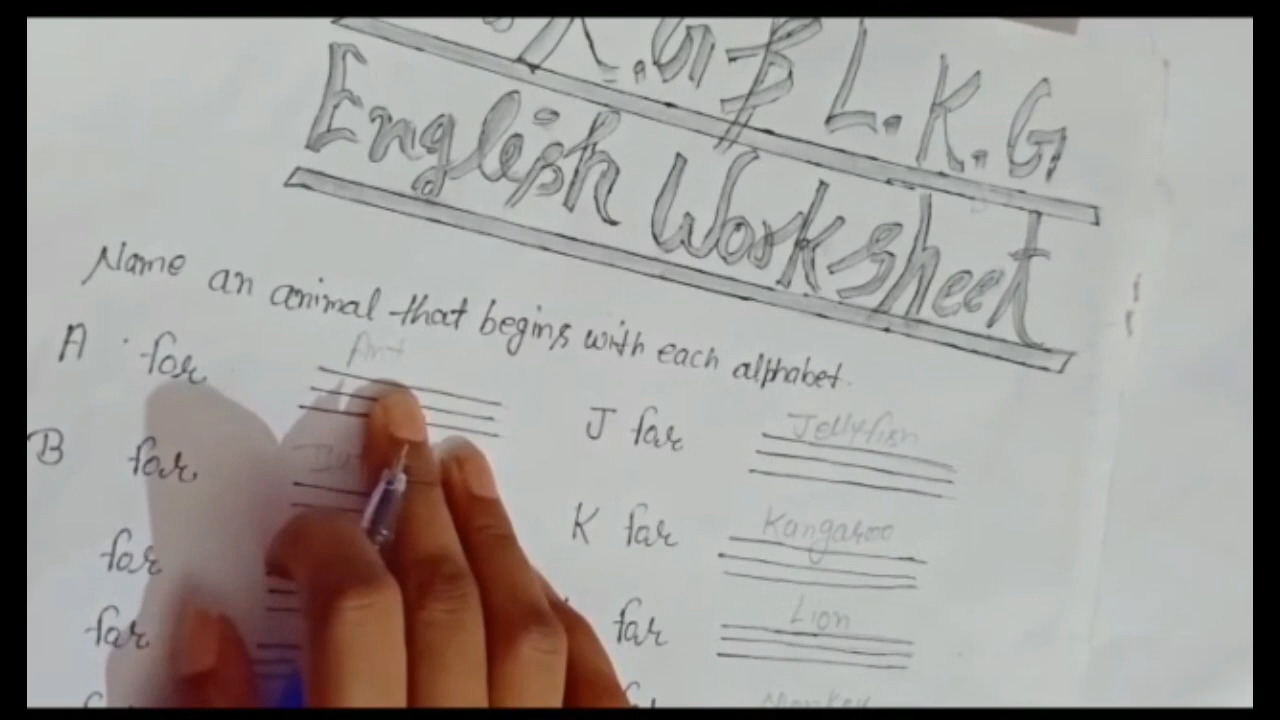 K.G & L.K.G
English Worksheet
Name an animal that begins with each alphabet.
A for Ant
B for
for
for
J for Jellyfish
K for Kangaroo
for Lion
Monkey